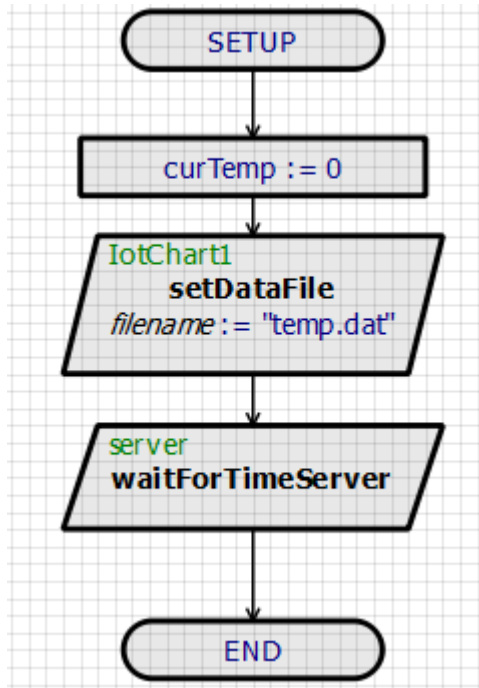 SETUP
curTemp := 0
IotChart1
setDataFile
filename := "temp.dat"
server
waitForTimeServer
END